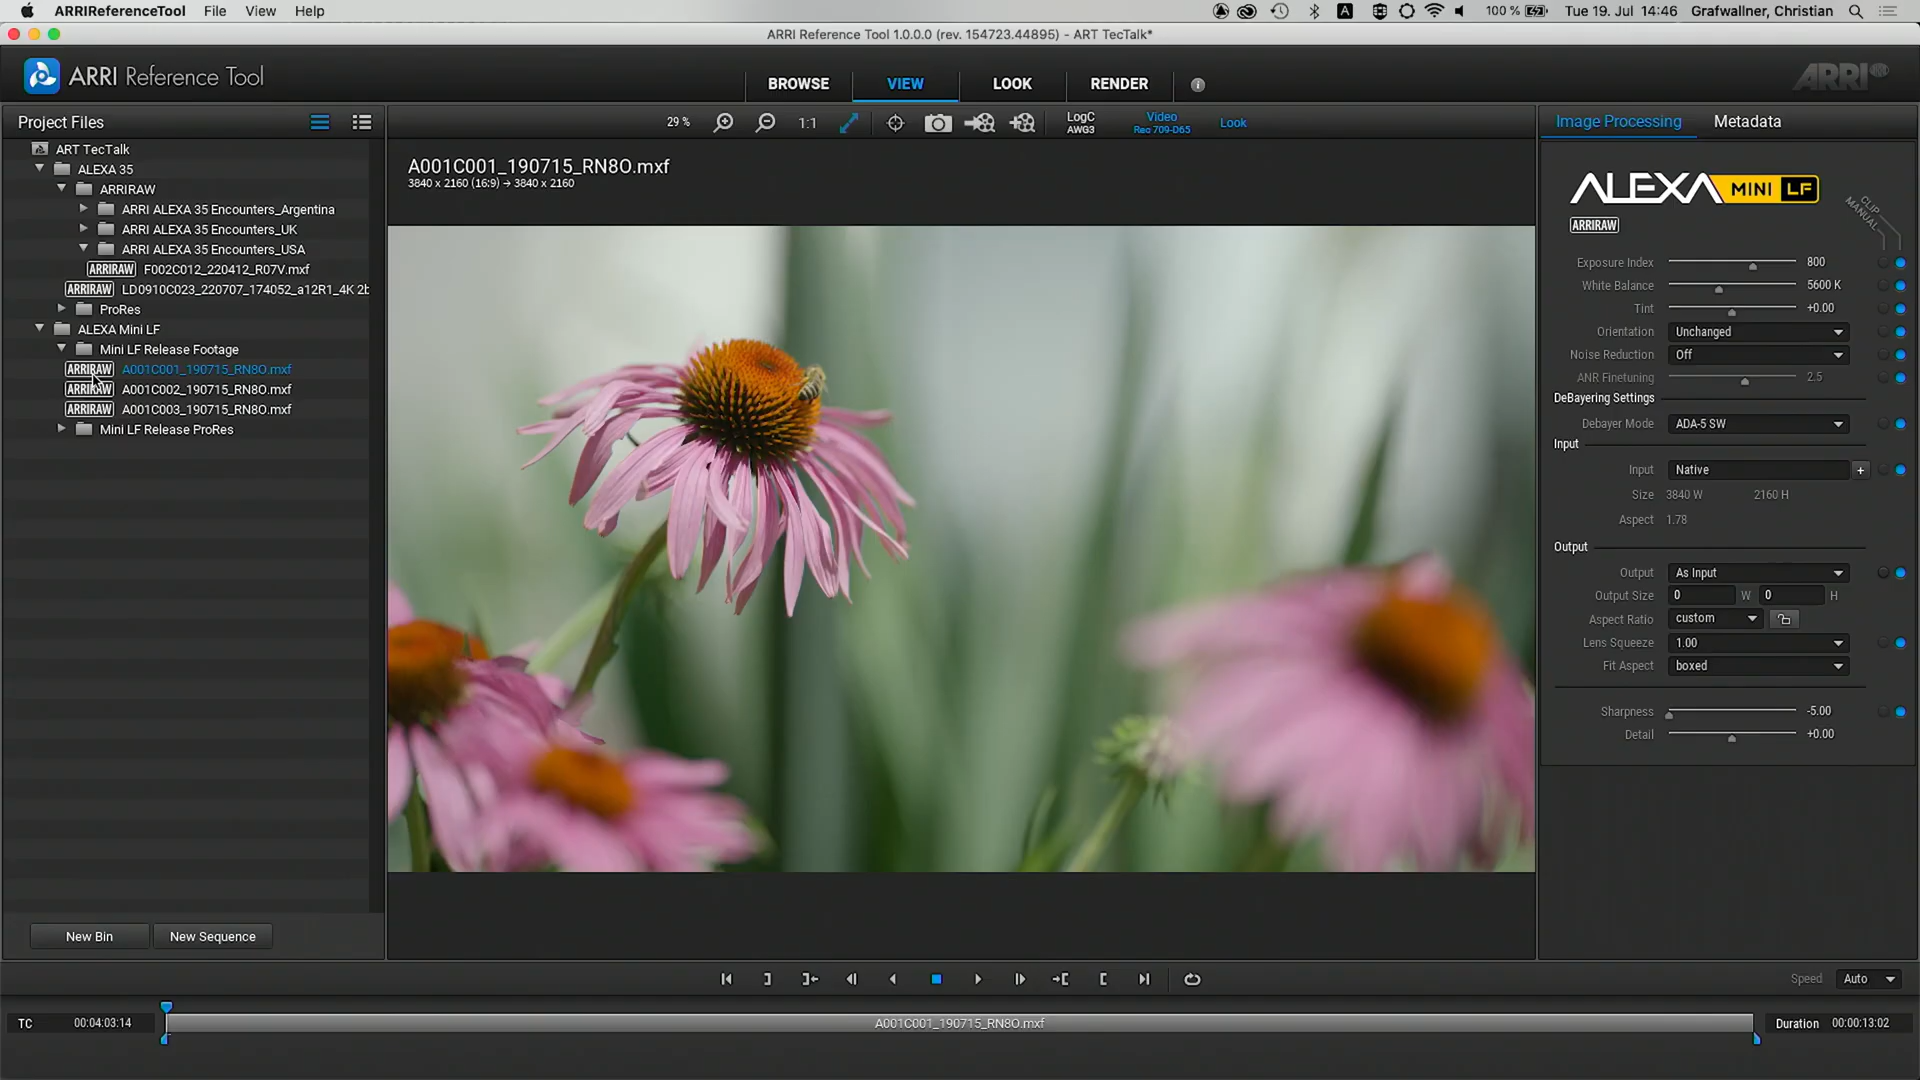 ARRIReferenceTool File View Help
A 100 % Tue 19. Jul 14:46 Grafwallner, Christian
ARRI Reference Tool 1.0.0.0 (rev. 154723.44895) - ART TecTalk*
ARRI Reference Tool
BROWSE VIEW LOOK RENDER i
ARRI
Project Files
29 % 1:1 LogC AWG3 Video Rec 709-D65 Look
Image Processing Metadata
ART TecTalk
ALEXA 35
ARRIRAW
ARRI ALEXA 35 Encounters_Argentina
ARRI ALEXA 35 Encounters_UK
ARRI ALEXA 35 Encounters_USA
ARRIRAW F002C012_220412_R07V.mxf
ARRIRAW LD0910C023_220707_174052_a12R1_4K 2
ProRes
ALEXA Mini LF
Mini LF Release Footage
ARRIRAW A001C001_190715_RN8O.mxf
ARRIRAW A001C002_190715_RN8O.mxf
ARRIRAW A001C003_190715_RN8O.mxf
Mini LF Release ProRes
New Bin New Sequence
A001C001_190715_RN8O.mxf
3840 x 2160 (16:9) → 3840 x 2160
ALEXA MINI LF
ARRIRAW
CLIP
MANUAL
Exposure Index 800
White Balance 5600 K
Tint +0.00
Orientation Unchanged
Noise Reduction Off
ANR Finetuning 2.5
DeBayering Settings
Debayer Mode ADA-5 SW
Input
Input Native +
Size 3840 W 2160 H
Aspect 1.78
Output
Output As Input
Output Size 0 W 0 H
Aspect Ratio custom
Lens Squeeze 1.00
Fit Aspect boxed
Sharpness -5.00
Detail +0.00
Speed Auto
TC 00:04:03:14
A001C001_190715_RN8O.mxf
Duration 00:00:13:02